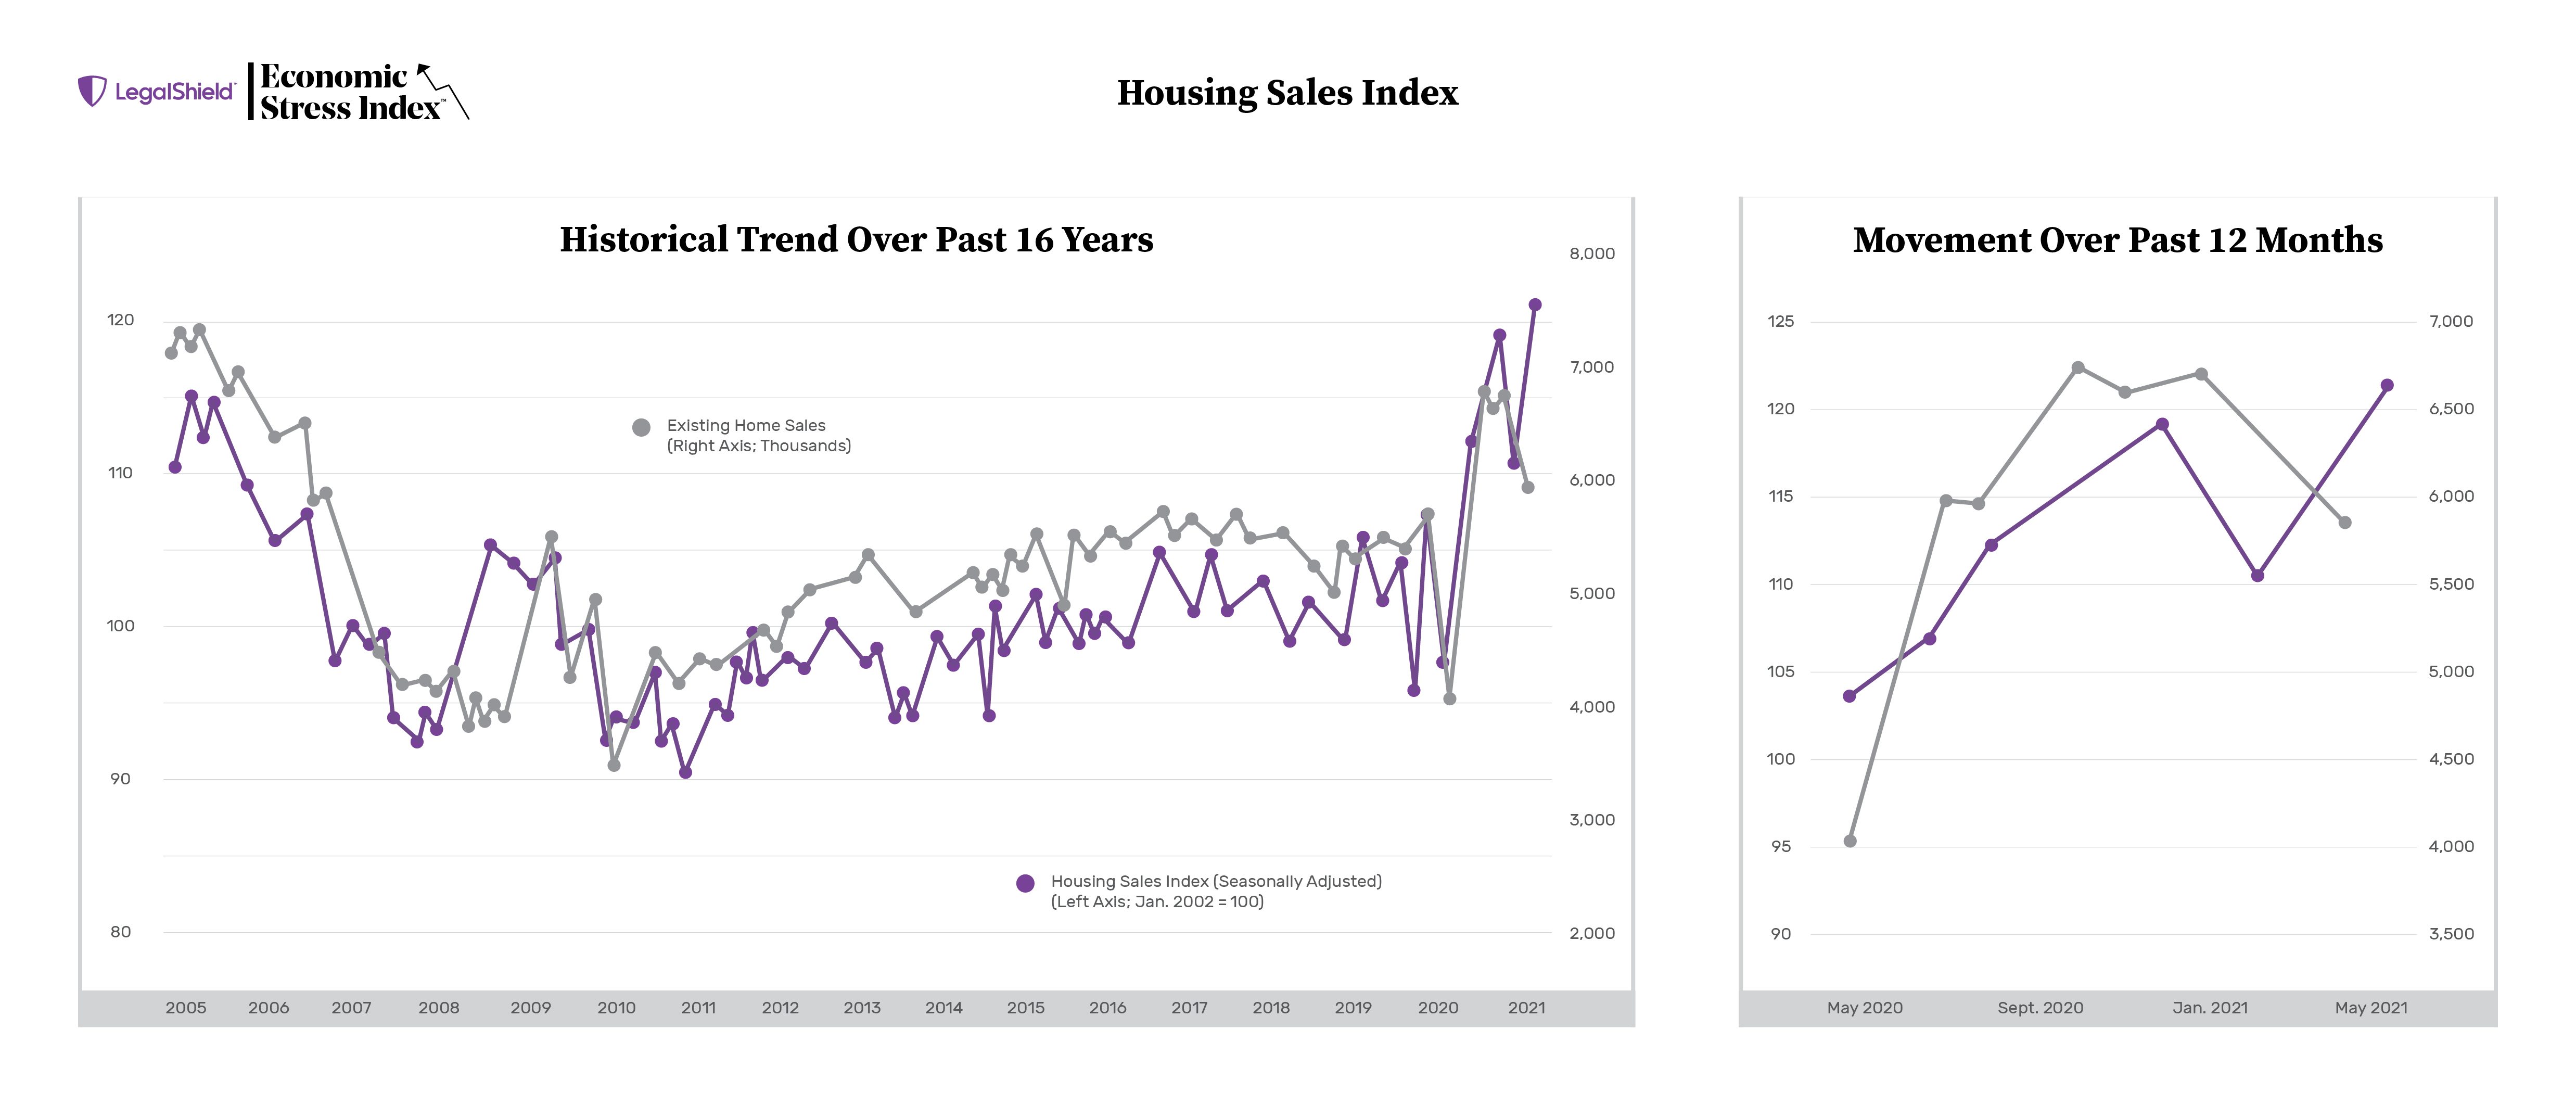 LegalShield™
Economic
Stress Index™
Housing Sales Index
Historical Trend Over Past 16 Years
8,000
120
7,000
Existing Home Sales
(Right Axis; Thousands)
110
6,000
5,000
100
4,000
90
3,000
Housing Sales Index (Seasonally Adjusted)
(Left Axis; Jan. 2002 = 100)
80
2,000
2005 2006 2007 2008 2009 2010 2011 2012 2013 2014 2015 2016 2017 2018 2019 2020 2021
Movement Over Past 12 Months
125 7,000
120 6,500
115 6,000
110 5,500
105 5,000
100 4,500
95 4,000
90 3,500
May 2020 Sept. 2020 Jan. 2021 May 2021